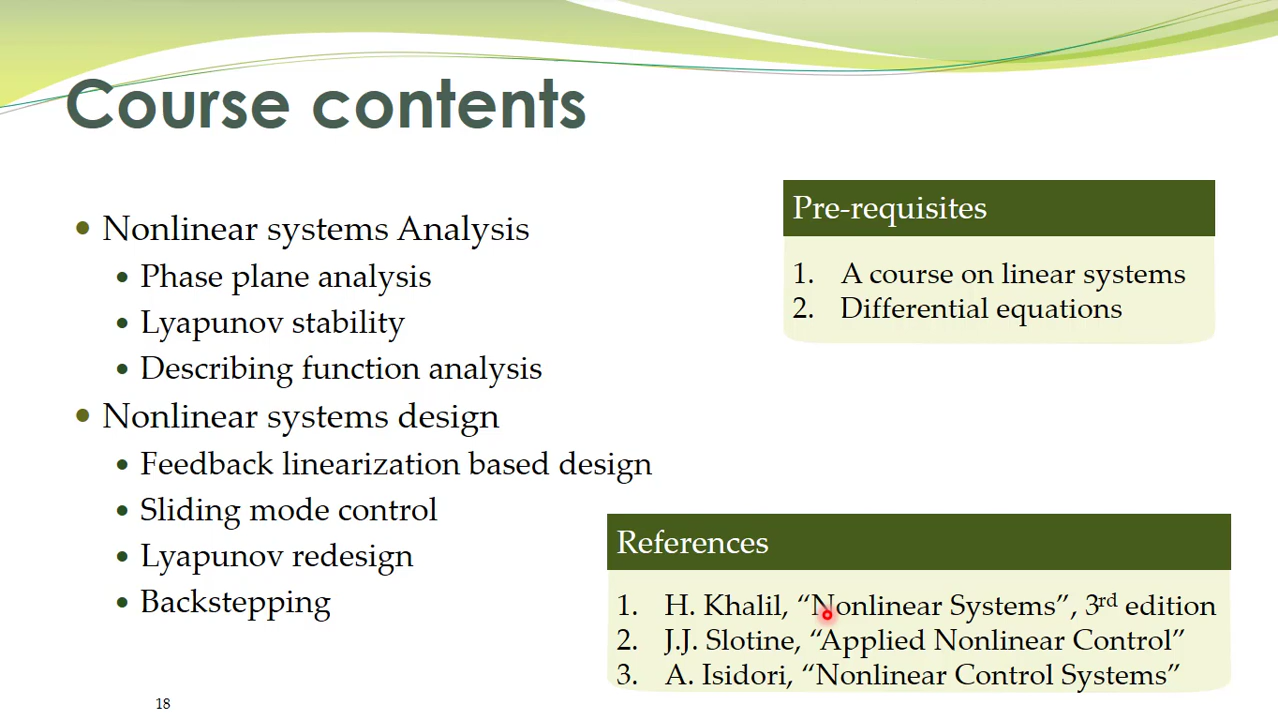 Course contents
Nonlinear systems Analysis
Phase plane analysis
Lyapunov stability
Describing function analysis
Nonlinear systems design
Feedback linearization based design
Sliding mode control
Lyapunov redesign
Backstepping
Pre-requisites
1. A course on linear systems
2. Differential equations
References
1. H. Khalil, “Nonlinear Systems”, 3rd edition
2. J.J. Slotine, “Applied Nonlinear Control”
3. A. Isidori, “Nonlinear Control Systems”
18